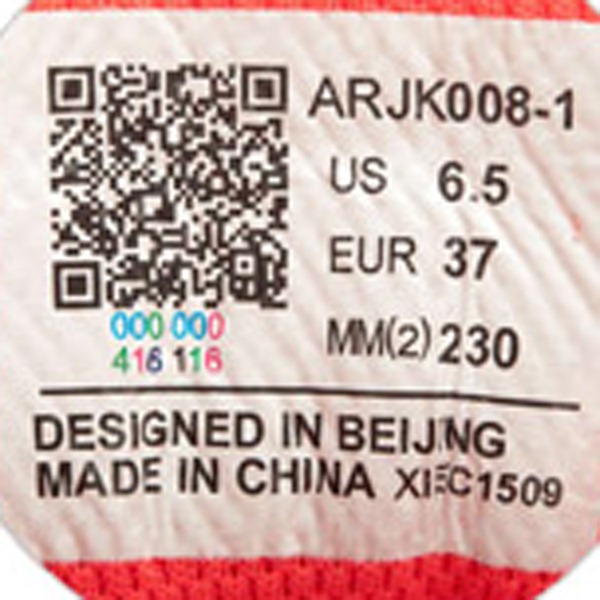 ARJK008-1
US 6.5
EUR 37
MM(2) 230
000 000
416 116
DESIGNED IN BEIJING
MADE IN CHINA XIEC1509